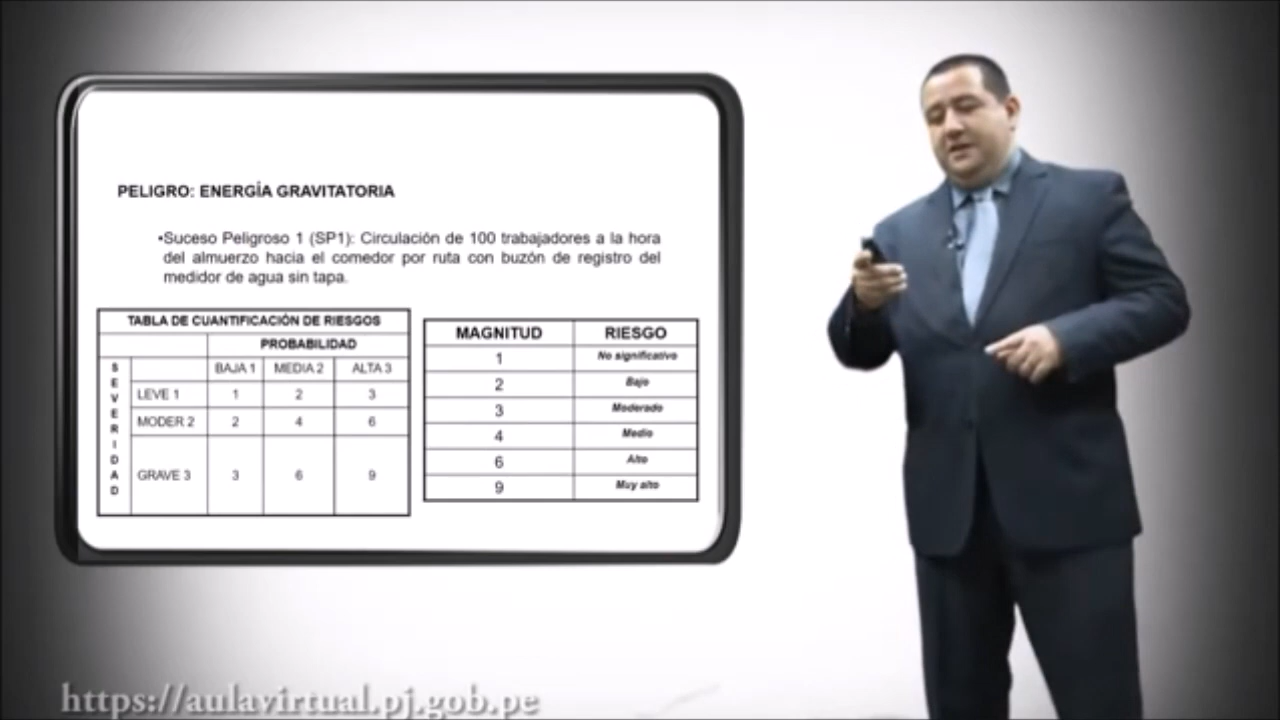 PELIGRO: ENERGÍA GRAVITATORIA
•Suceso Peligroso 1 (SP1): Circulación de 100 trabajadores a la hora
del almuerzo hacia el comedor por ruta con buzón de registro del
medidor de agua sin tapa.
TABLA DE CUANTIFICACIÓN DE RIESGOS
PROBABILIDAD
SEVERIDAD
BAJA 1 MEDIA 2 ALTA 3
LEVE 1 1 2 3
MODER 2 2 4 6
GRAVE 3 3 6 9
MAGNITUD RIESGO
1 No significativo
2 Bajo
3 Moderado
4 Medio
6 Alto
9 Muy alto
https://aulavirtual.pj.gob.pe